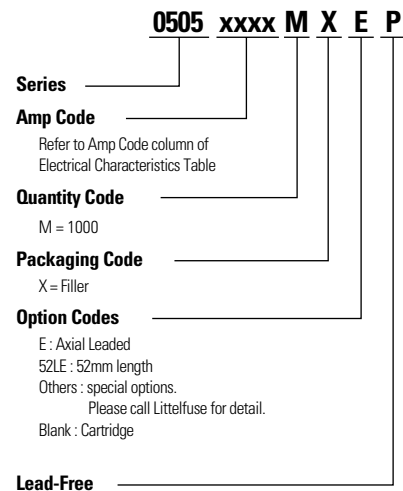 0505 xxxx M X E P
Series
Amp Code
Refer to Amp Code column of
Electrical Characteristics Table
Quantity Code
M = 1000
Packaging Code
X = Filler
Option Codes
E : Axial Leaded
52LE : 52mm length
Others : special options.
Please call Littelfuse for detail.
Blank : Cartridge
Lead-Free